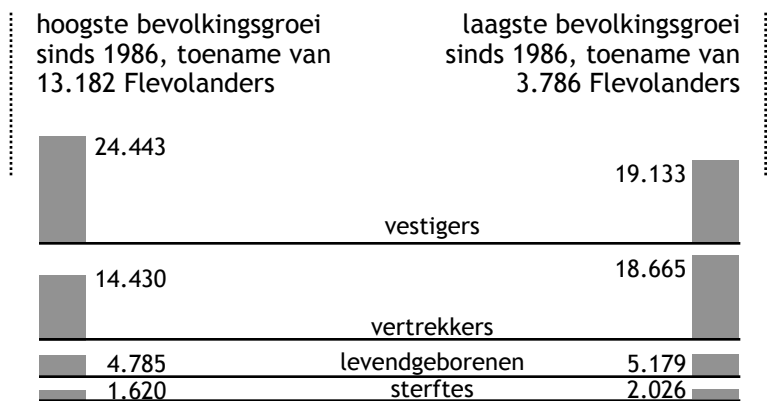 hoogste bevolkingsgroei
sinds 1986, toename van
13.182 Flevolanders
laagste bevolkingsgroei
sinds 1986, toename van
3.786 Flevolanders
24.443
19.133
vestigers
14.430
18.665
vertrekkers
4.785 levendgeborenen 5.179
1.620 sterftes 2.026